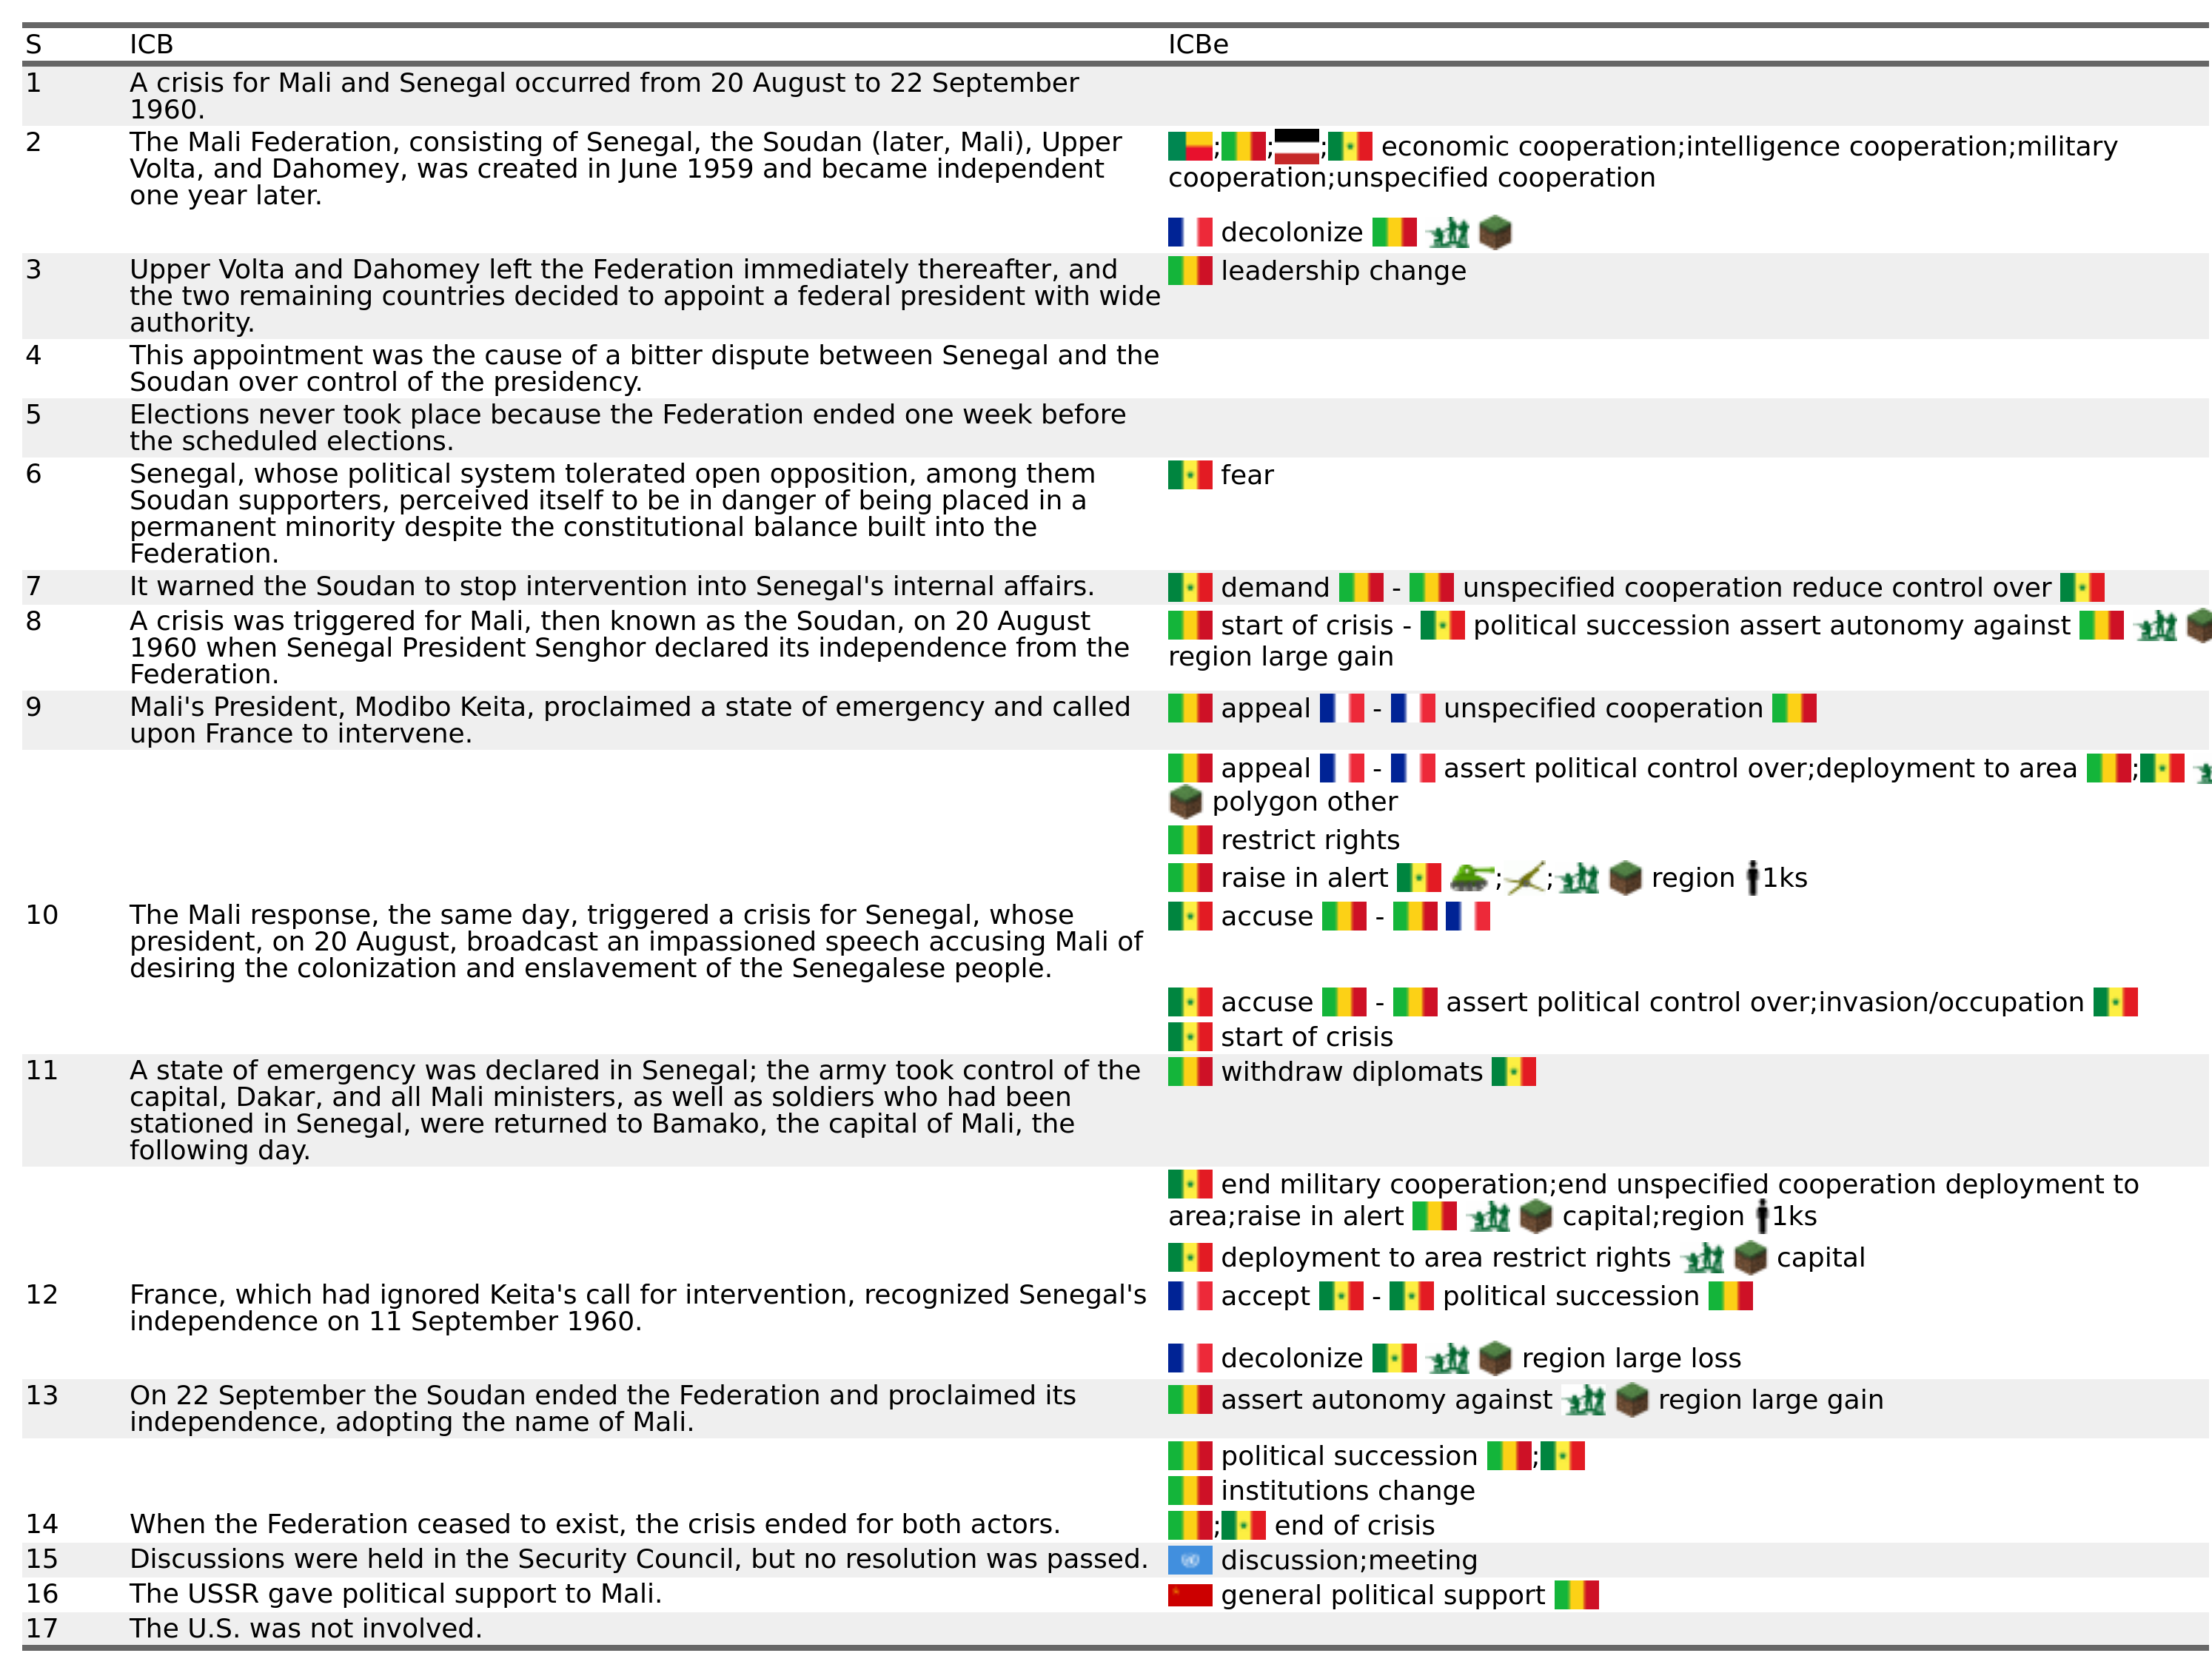 S ICB ICBe
1 A crisis for Mali and Senegal occurred from 20 August to 22 September
1960.
2 The Mali Federation, consisting of Senegal, the Soudan (later, Mali), Upper
Volta, and Dahomey, was created in June 1959 and became independent
one year later.
; ; ; economic cooperation;intelligence cooperation;military
cooperation;unspecified cooperation
decolonize
3 Upper Volta and Dahomey left the Federation immediately thereafter, and
the two remaining countries decided to appoint a federal president with wide
authority.
leadership change
4 This appointment was the cause of a bitter dispute between Senegal and the
Soudan over control of the presidency.
5 Elections never took place because the Federation ended one week before
the scheduled elections.
6 Senegal, whose political system tolerated open opposition, among them
Soudan supporters, perceived itself to be in danger of being placed in a
permanent minority despite the constitutional balance built into the
Federation.
fear
7 It warned the Soudan to stop intervention into Senegal's internal affairs.
demand - unspecified cooperation reduce control over
8 A crisis was triggered for Mali, then known as the Soudan, on 20 August
1960 when Senegal President Senghor declared its independence from the
Federation.
start of crisis - political succession assert autonomy against
region large gain
9 Mali's President, Modibo Keita, proclaimed a state of emergency and called
upon France to intervene.
appeal - unspecified cooperation
appeal - assert political control over;deployment to area ;
polygon other
restrict rights
raise in alert ; ; region 1ks
10 The Mali response, the same day, triggered a crisis for Senegal, whose
president, on 20 August, broadcast an impassioned speech accusing Mali of
desiring the colonization and enslavement of the Senegalese people.
accuse -
accuse - assert political control over;invasion/occupation
start of crisis
11 A state of emergency was declared in Senegal; the army took control of the
capital, Dakar, and all Mali ministers, as well as soldiers who had been
stationed in Senegal, were returned to Bamako, the capital of Mali, the
following day.
withdraw diplomats
end military cooperation;end unspecified cooperation deployment to
area;raise in alert capital;region 1ks
deployment to area restrict rights capital
12 France, which had ignored Keita's call for intervention, recognized Senegal's
independence on 11 September 1960.
accept - political succession
decolonize region large loss
13 On 22 September the Soudan ended the Federation and proclaimed its
independence, adopting the name of Mali.
assert autonomy against region large gain
political succession ;
institutions change
14 When the Federation ceased to exist, the crisis ended for both actors.
; end of crisis
15 Discussions were held in the Security Council, but no resolution was passed.
discussion;meeting
16 The USSR gave political support to Mali.
general political support
17 The U.S. was not involved.